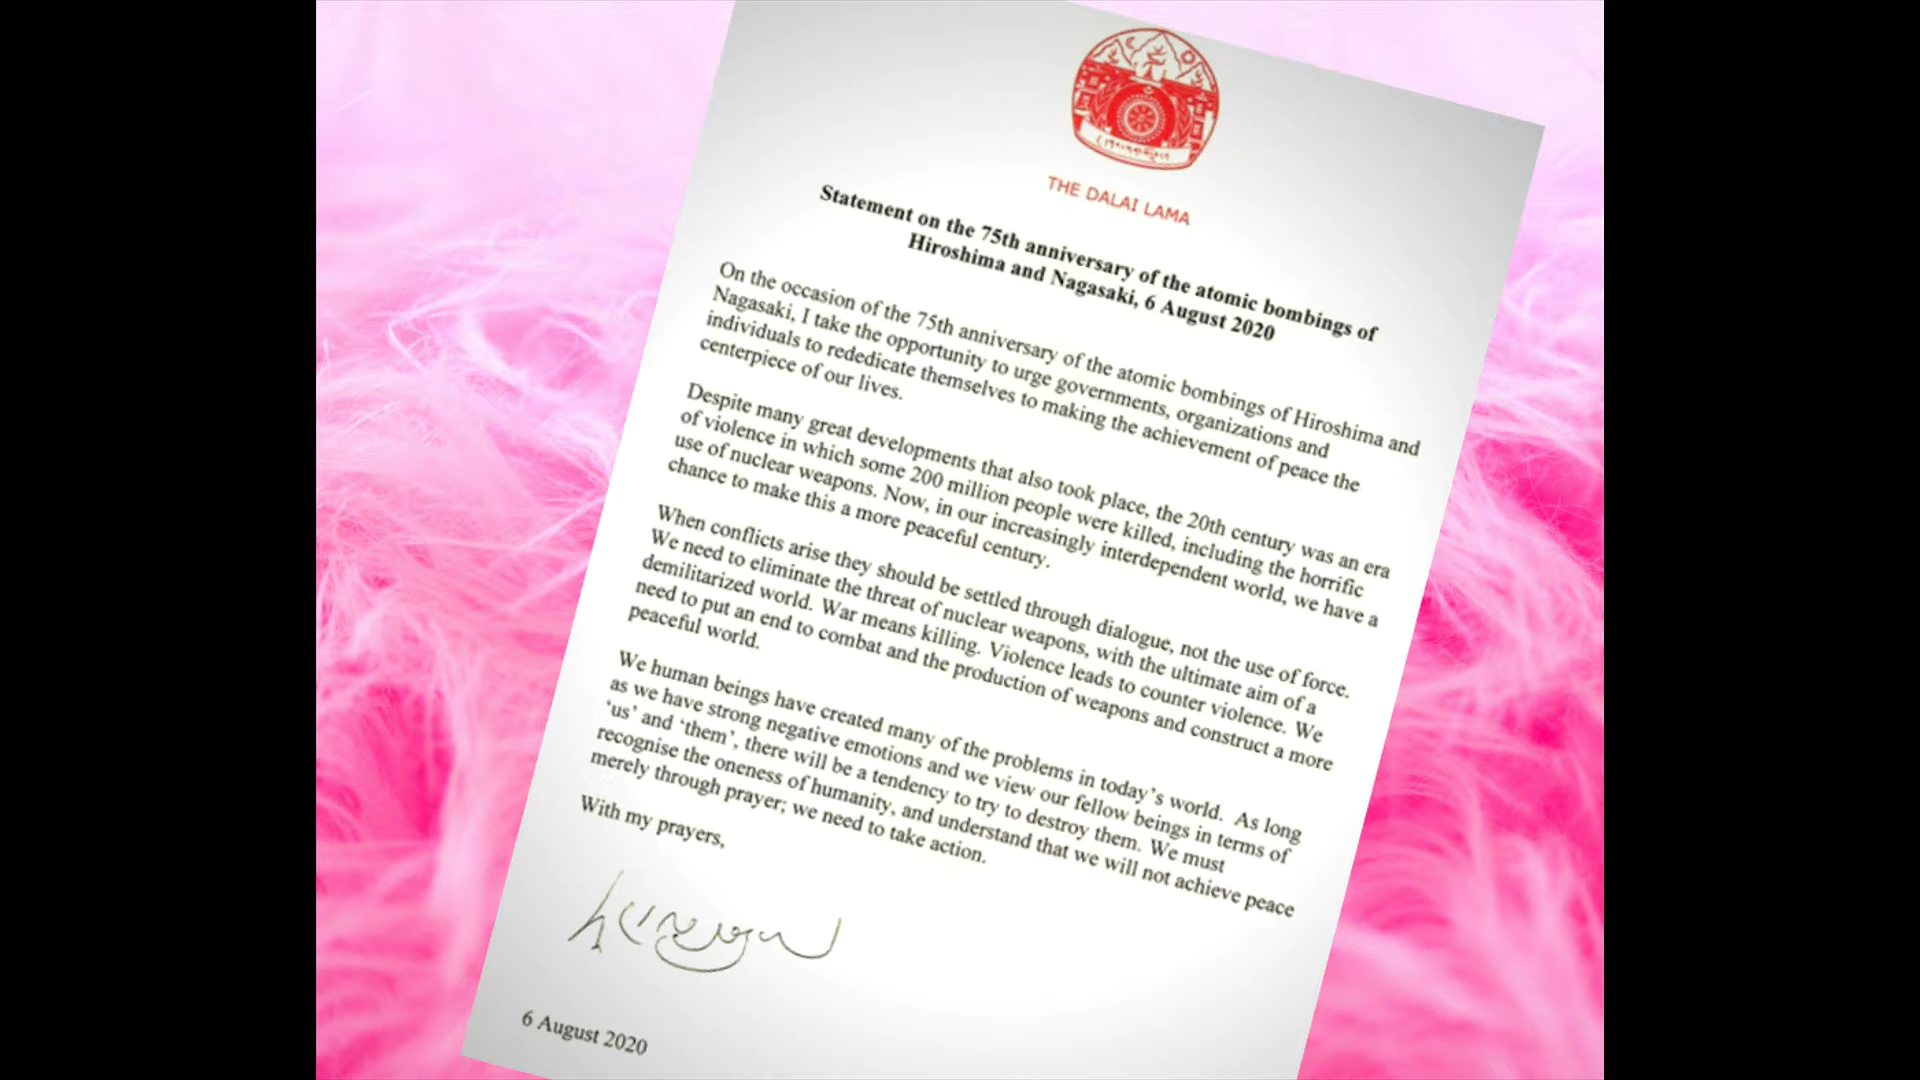 THE DALAI LAMA
Statement on the 75th anniversary of the atomic bombings of
Hiroshima and Nagasaki, 6 August 2020
On the occasion of the 75th anniversary of the atomic bombings of Hiroshima and
Nagasaki, I take the opportunity to urge governments, organizations and
individuals to rededicate themselves to making the achievement of peace the
centerpiece of our lives.
Despite many great developments that also took place, the 20th century was an era
of violence in which some 200 million people were killed, including the horrific
use of nuclear weapons. Now, in our increasingly interdependent world, we have a
chance to make this a more peaceful century.
When conflicts arise they should be settled through dialogue, not the use of force.
We need to eliminate the threat of nuclear weapons, with the ultimate aim of a
demilitarized world. War means killing. Violence leads to counter violence. We
need to put an end to combat and the production of weapons and construct a more
peaceful world.
We human beings have created many of the problems in today’s world. As long
as we have strong negative emotions and we view our fellow beings in terms of
‘us’ and ‘them’, there will be a tendency to try to destroy them. We must
recognise the oneness of humanity, and understand that we will not achieve peace
merely through prayer; we need to take action.
With my prayers,
6 August 2020